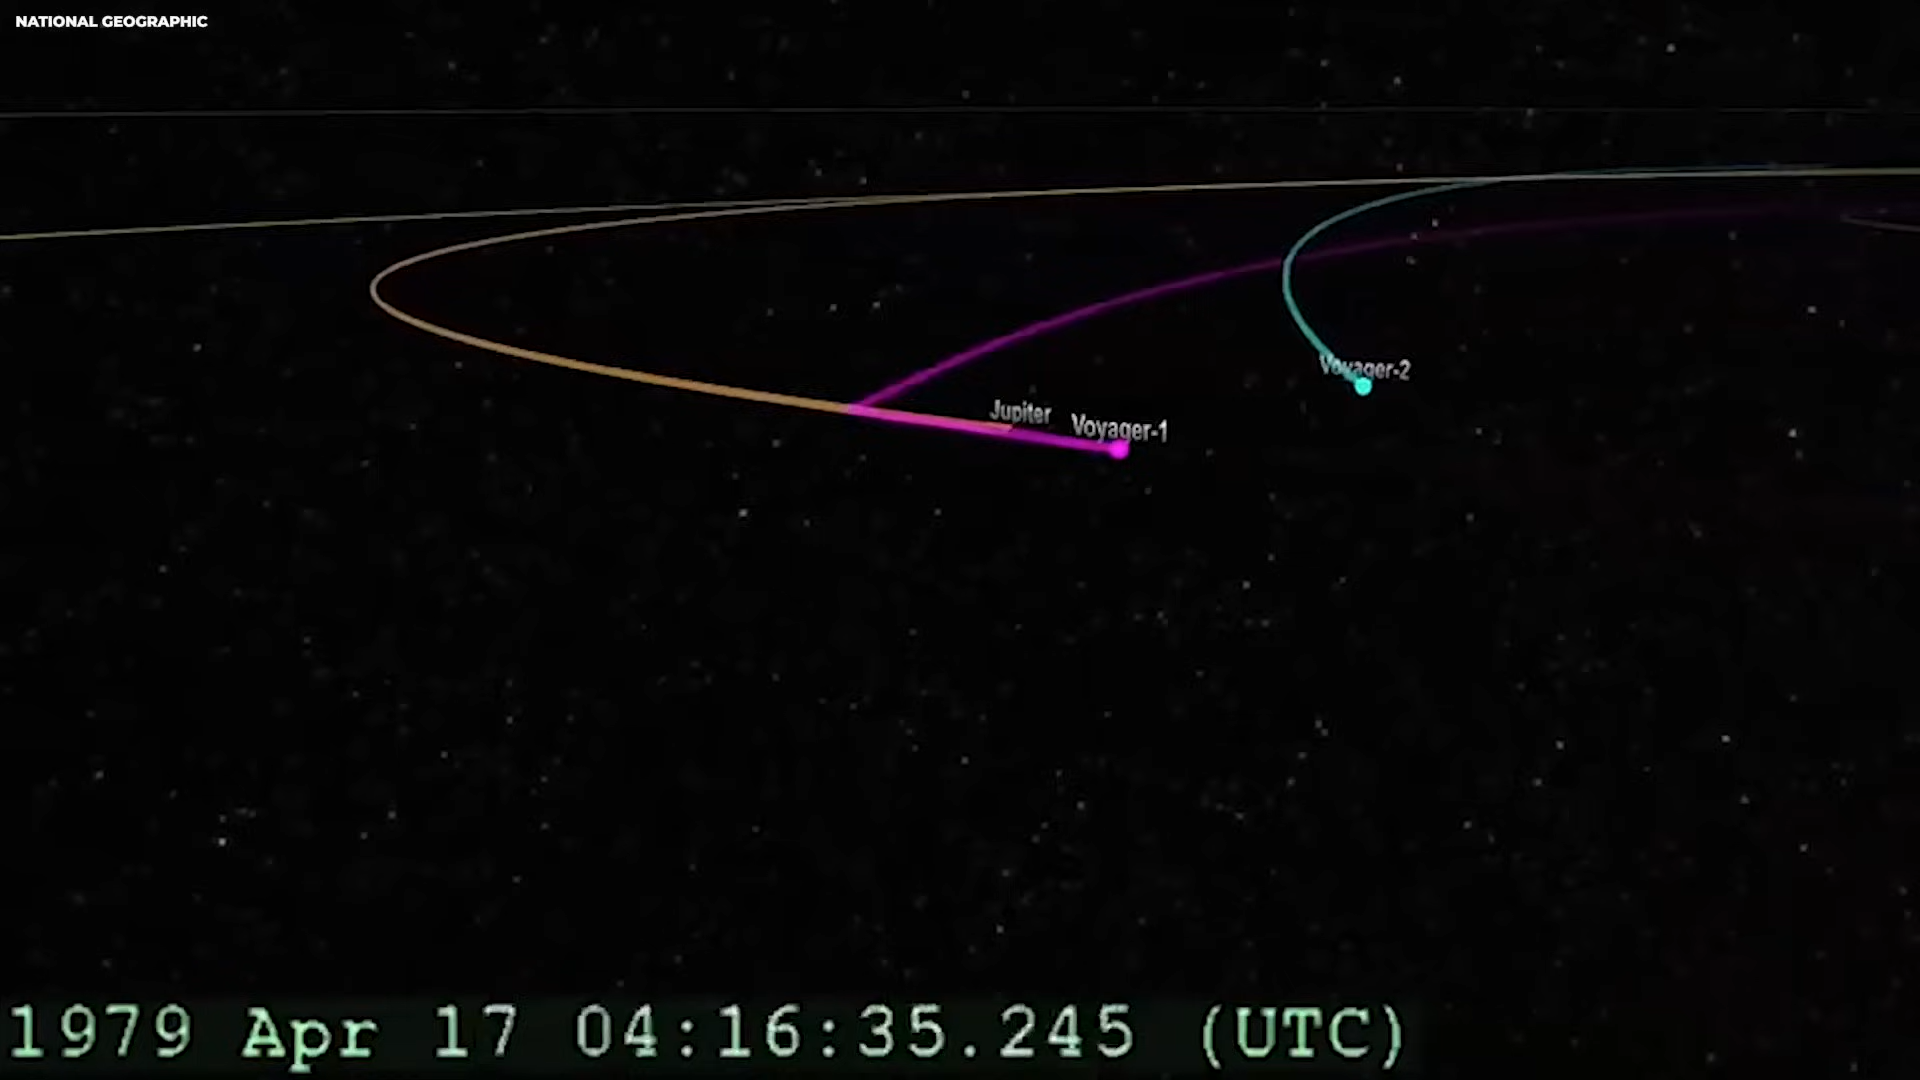 NATIONAL GEOGRAPHIC
Voyager-2
Jupiter
Voyager-1
1979 Apr 17 04:16:35.245 (UTC)